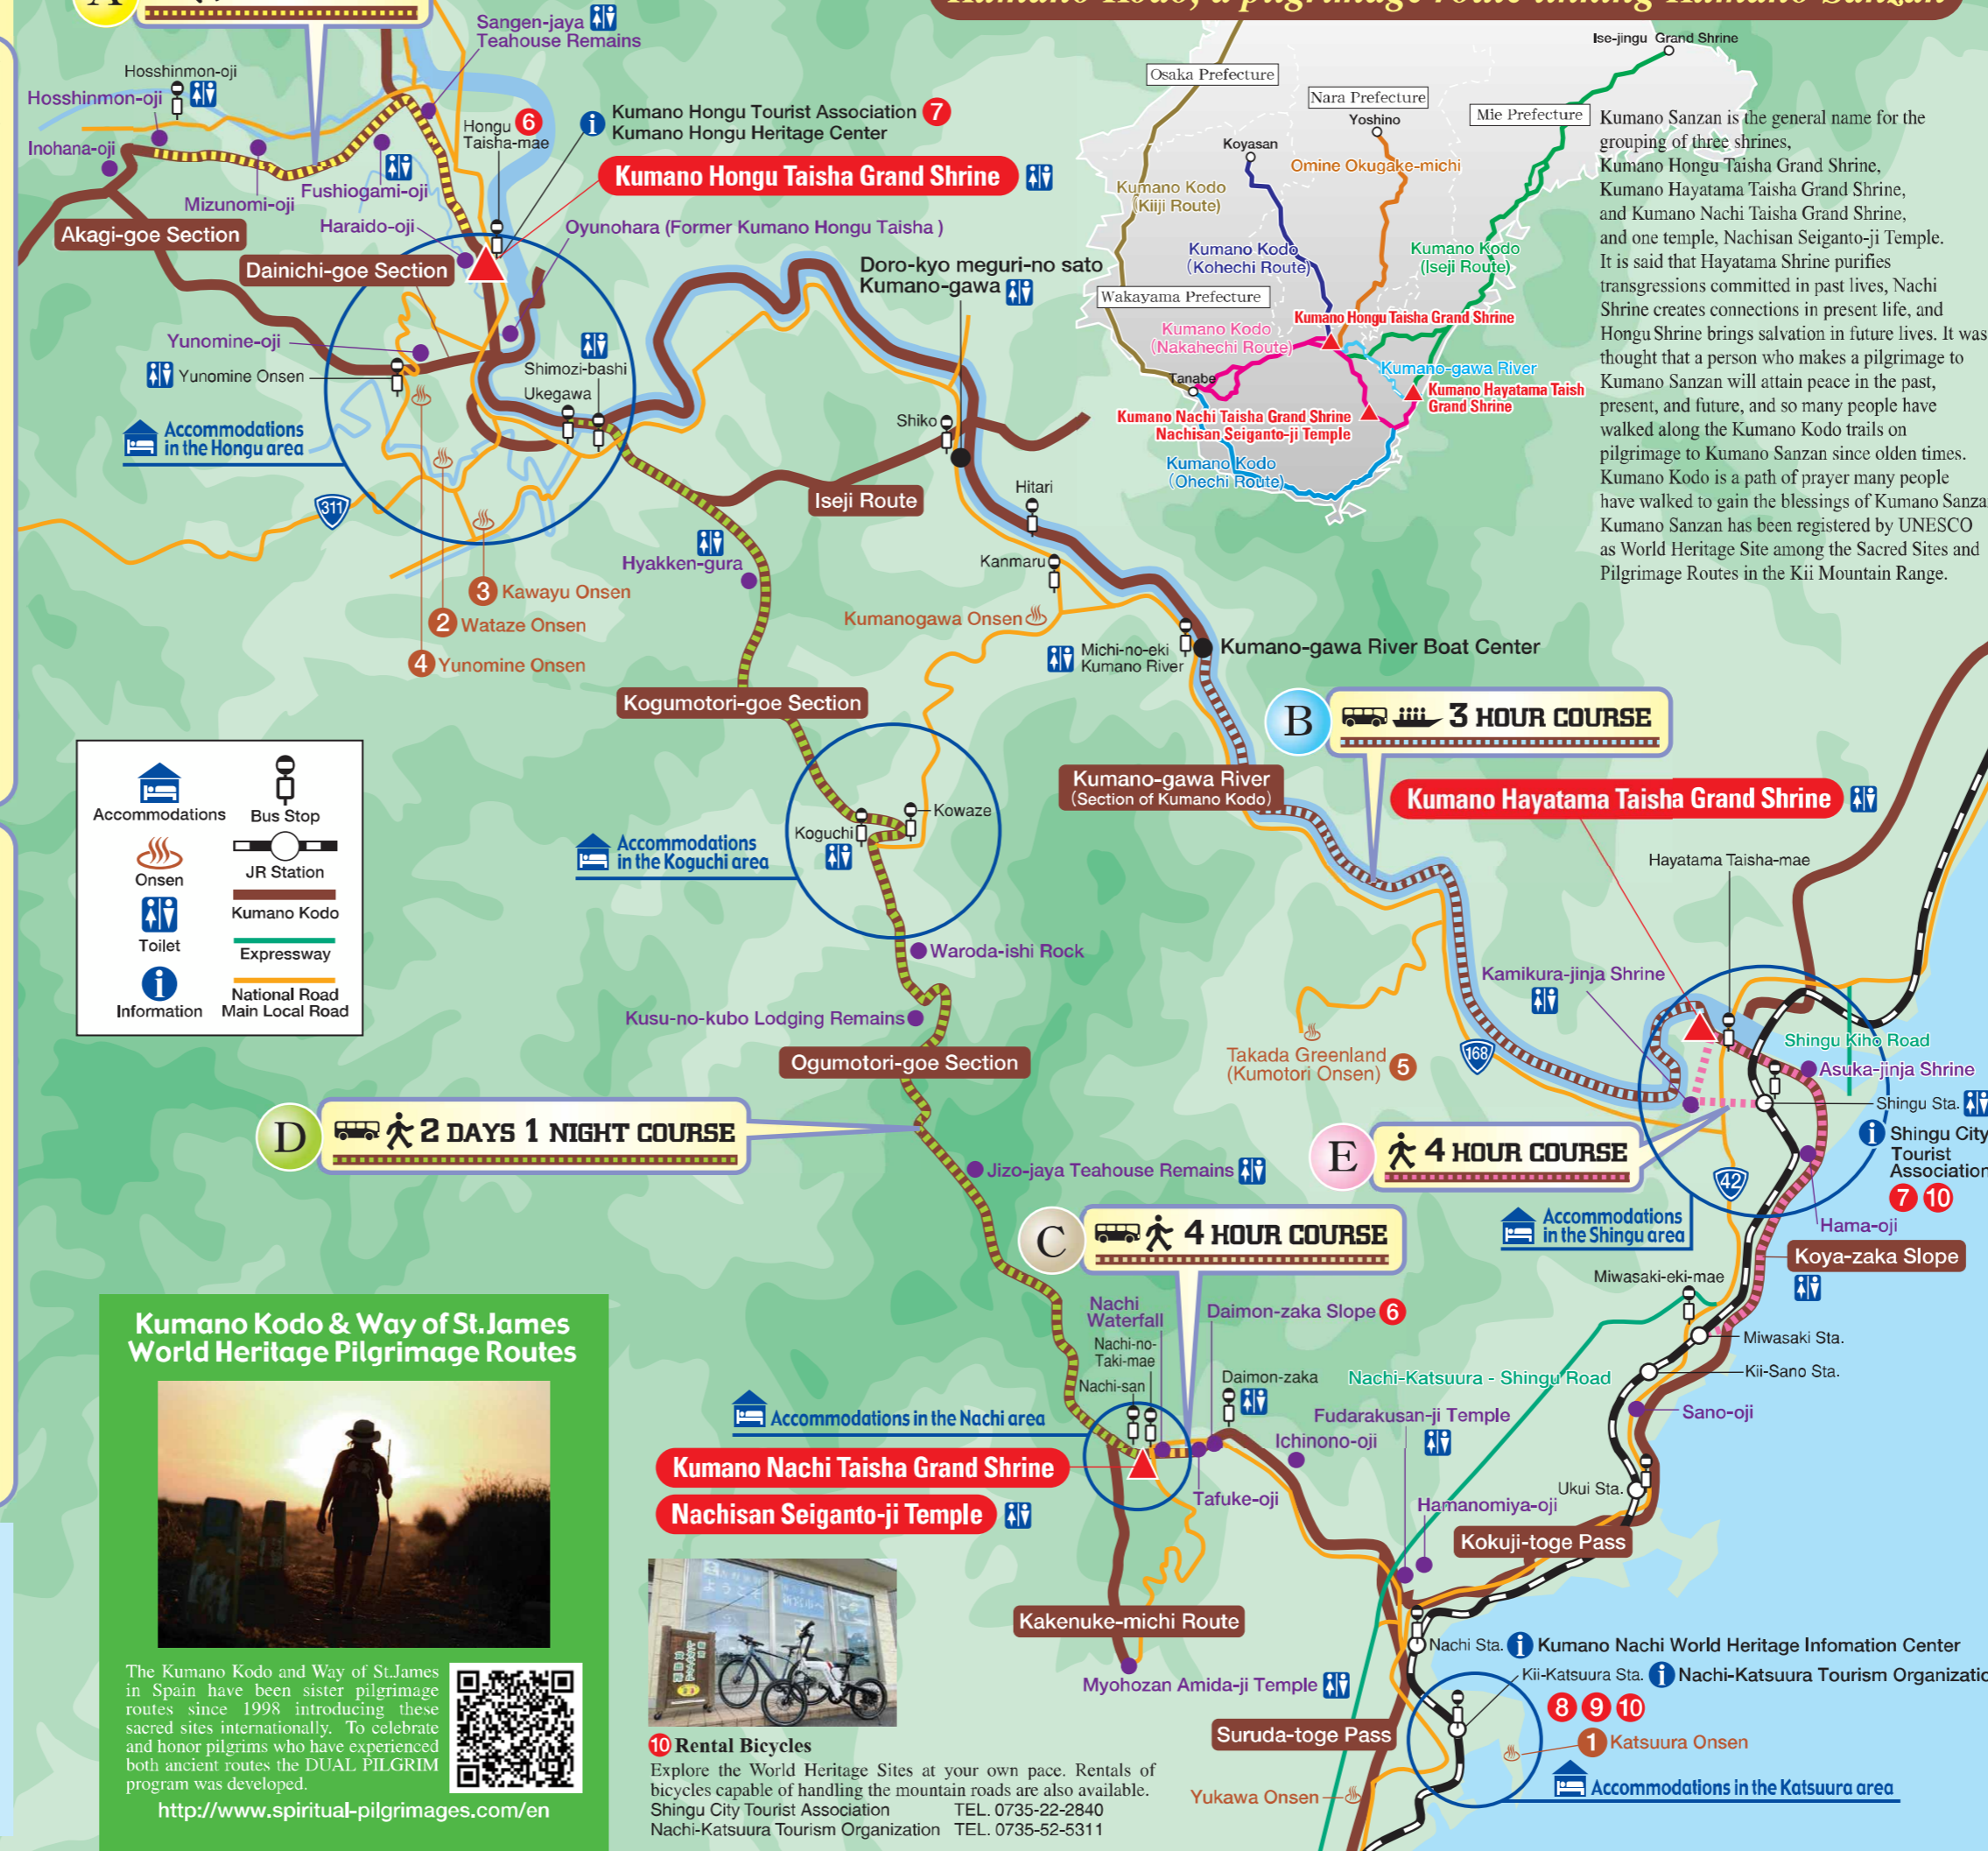 A
Kumano Kodo, a pilgrimage route linking Kumano Sanzan
Sangen-jaya
Teahouse Remains
Hosshinmon-oji
Hosshinmon-oji
Inohana-oji
Mizunomi-oji
Fushiogami-oji
Haraido-oji
Hongu 6
Taisha-mae
Kumano Hongu Tourist Association 7
Kumano Hongu Heritage Center
Kumano Hongu Taisha Grand Shrine
Oyunohara (Former Kumano Hongu Taisha )
Akagi-goe Section
Dainichi-goe Section
Yunomine-oji
Yunomine Onsen
Shimozi-bashi
Ukegawa
Accommodations
in the Hongu area
311
Doro-kyo meguri-no sato
Kumano-gawa
Shiko
Iseji Route
Hitari
Kanmaru
Hyakken-gura
3 Kawayu Onsen
2 Wataze Onsen
4 Yunomine Onsen
Kumanogawa Onsen
Michi-no-eki
Kumano River
Kumano-gawa River Boat Center
Kogumotori-goe Section
Ise-jingu Grand Shrine
Osaka Prefecture
Nara Prefecture
Yoshino
Mie Prefecture
Koyasan
Omine Okugake-michi
Kumano Kodo
(Kiiji Route)
Kumano Kodo
(Kohechi Route)
Kumano Kodo
(Iseji Route)
Wakayama Prefecture
Kumano Hongu Taisha Grand Shrine
Kumano Kodo
(Nakahechi Route)
Kumano-gawa River
Tanabe
Kumano Hayatama Taish
Grand Shrine
Kumano Nachi Taisha Grand Shrine
Nachisan Seiganto-ji Temple
Kumano Kodo
(Ohechi Route)
Kumano Sanzan is the general name for the
grouping of three shrines,
Kumano Hongu Taisha Grand Shrine,
Kumano Hayatama Taisha Grand Shrine,
and Kumano Nachi Taisha Grand Shrine,
and one temple, Nachisan Seiganto-ji Temple.
It is said that Hayatama Shrine purifies
transgressions committed in past lives, Nachi
Shrine creates connections in present life, and
Hongu Shrine brings salvation in future lives. It was
thought that a person who makes a pilgrimage to
Kumano Sanzan will attain peace in the past,
present, and future, and so many people have
walked along the Kumano Kodo trails on
pilgrimage to Kumano Sanzan since olden times.
Kumano Kodo is a path of prayer many people
have walked to gain the blessings of Kumano Sanza
Kumano Sanzan has been registered by UNESCO
as World Heritage Site among the Sacred Sites and
Pilgrimage Routes in the Kii Mountain Range.
Accommodations
Bus Stop
Onsen
JR Station
Kumano Kodo
Toilet
Expressway
Information
National Road
Main Local Road
B 3 HOUR COURSE
Kumano-gawa River
(Section of Kumano Kodo)
Kumano Hayatama Taisha Grand Shrine
Hayatama Taisha-mae
Kowaze
Koguchi
Accommodations
in the Koguchi area
Waroda-ishi Rock
Kusu-no-kubo Lodging Remains
Ogumotori-goe Section
Kamikura-jinja Shrine
Takada Greenland
(Kumotori Onsen) 5
168
Shingu Kiho Road
Asuka-jinja Shrine
Shingu Sta.
Shingu City
Tourist
Association
7 10
D 2 DAYS 1 NIGHT COURSE
E 4 HOUR COURSE
42
Accommodations
in the Shingu area
Hama-oji
Koya-zaka Slope
Jizo-jaya Teahouse Remains
C 4 HOUR COURSE
Miwasaki-eki-mae
Miwasaki Sta.
Kii-Sano Sta.
Sano-oji
Nachi
Waterfall
Daimon-zaka Slope 6
Nachi-no-
Taki-mae
Nachi-san
Daimon-zaka
Nachi-Katsuura - Shingu Road
Fudarakusan-ji Temple
Ichinono-oji
Accommodations in the Nachi area
Kumano Nachi Taisha Grand Shrine
Nachisan Seiganto-ji Temple
Tafuke-oji
Ukui Sta.
Hamanomiya-oji
Kokuji-toge Pass
Kakenuke-michi Route
Myohozan Amida-ji Temple
Nachi Sta.
Kumano Nachi World Heritage Infomation Center
Kii-Katsuura Sta.
Nachi-Katsuura Tourism Organizatio
8 9 10
1 Katsuura Onsen
Suruda-toge Pass
Yukawa Onsen
Accommodations in the Katsuura area
Kumano Kodo & Way of St.James
World Heritage Pilgrimage Routes
The Kumano Kodo and Way of St.James
in Spain have been sister pilgrimage
routes since 1998 introducing these
sacred sites internationally. To celebrate
and honor pilgrims who have experienced
both ancient routes the DUAL PILGRIM
program was developed.
http://www.spiritual-pilgrimages.com/en
ようこそ
10 Rental Bicycles
Explore the World Heritage Sites at your own pace. Rentals of
bicycles capable of handling the mountain roads are also available.
Shingu City Tourist Association TEL. 0735-22-2840
Nachi-Katsuura Tourism Organization TEL. 0735-52-5311